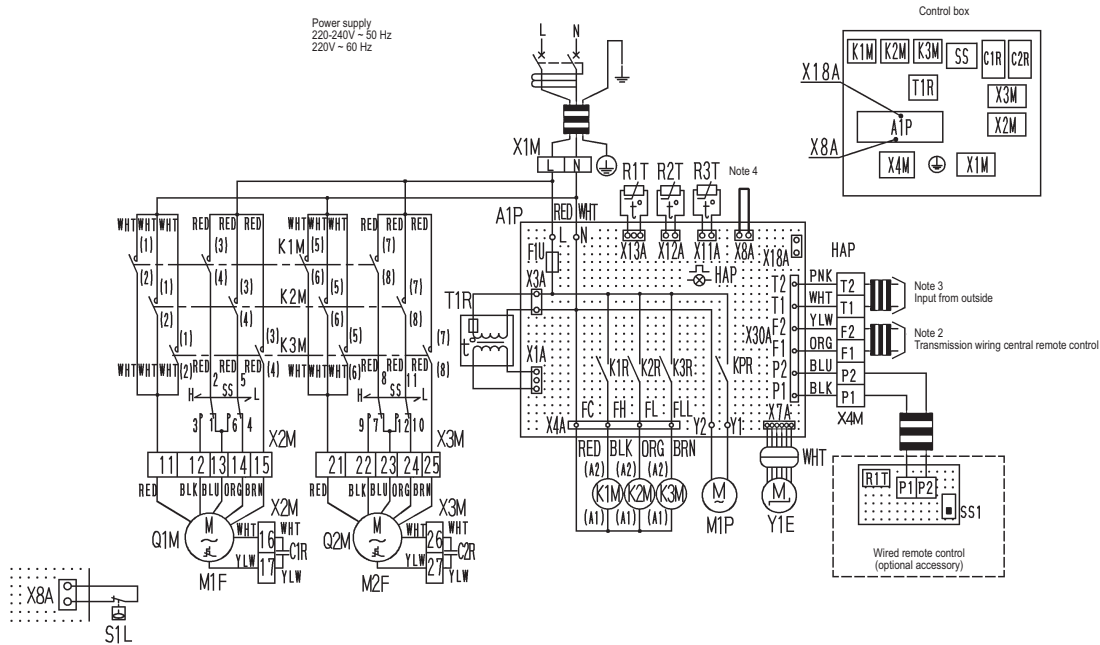 Control box
Power supply
220-240V ~ 50 Hz
220V ~ 60 Hz
L N
K1M K2M K3M SS C1R C2R
X18A
T1R
X3M
A1P
X2M
X8A
X4M X1M
X1M
L N
R1T R2T R3T Note 4
t° t° t°
A1P
RED WHT
L N
X13A X12A X11A X8A
X18A
HAP
F1U
HAP
X3A
T1R
t°
X1A
WHT WHT WHT RED RED RED WHT WHT WHT RED RED RED
(1) (3) K1M (5) (7)
(2) (4) (6) (8)
(1) (3) (5) (7)
K2M
(2) (4) (6) (8)
(1) (3) (5) (7)
K3M
(2) (4) (6) (8)
WHT WHT WHT RED RED RED WHT WHT WHT RED RED RED
2 5 8 11
H SS L H SS L
3 1 6 4 9 7 12 10
X2M X3M
11 12 13 14 15 21 22 23 24 25
RED BLK BLU ORG BRN RED BLK BLU ORG BRN
X2M X3M
Q1M M ~ WHT 16 WHT C1R
YLW 17 YLW
M1F
Q2M M ~ WHT 26 WHT C2R
YLW 27 YLW
M2F
K1R K2R K3R KPR
FC FH FL FLL
X4A
Y2 Y1
X7A
RED BLK ORG BRN
(A2) (A2)
K1M K2M K3M
(A1) (A1)
M ~
M1P
WHT
M
Y1E
X30A
T2 PNK T2
T1 WHT T1
F2 YLW F2
F1 ORG F1
P2 BLU P2
P1 BLK P1
X4M
Note 3
Input from outside
Note 2
Transmission wiring central remote control
R1T P1 P2
SS1
Wired remote control
(optional accessory)
X8A
S1L